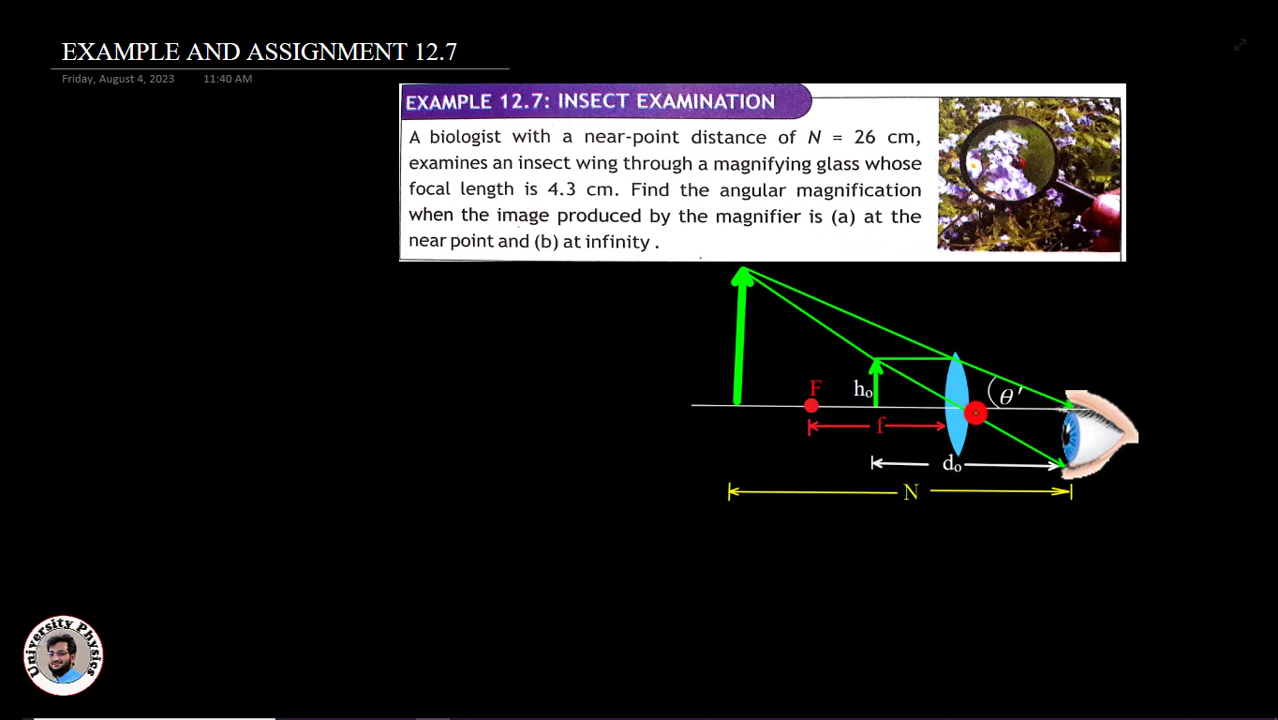 EXAMPLE AND ASSIGNMENT 12.7
Friday, August 4, 2023 11:40 AM
EXAMPLE 12.7: INSECT EXAMINATION
A biologist with a near-point distance of N = 26 cm,
examines an insect wing through a magnifying glass whose
focal length is 4.3 cm. Find the angular magnification
when the image produced by the magnifier is (a) at the
near point and (b) at infinity .
F
hₒ
θ′
f
dₒ
N
University Physics